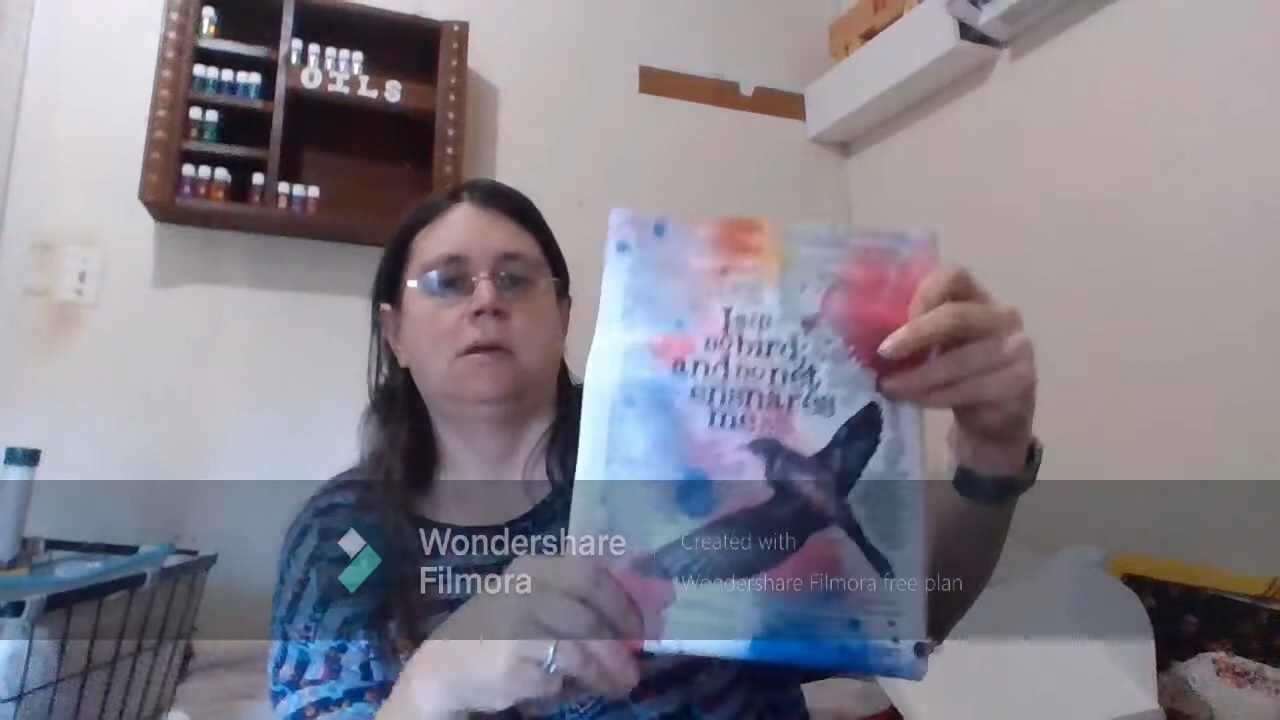 OILS
I am
no bird;
and no net
ensnares
me
Wondershare
Filmora
Created with
Wondershare Filmora free plan